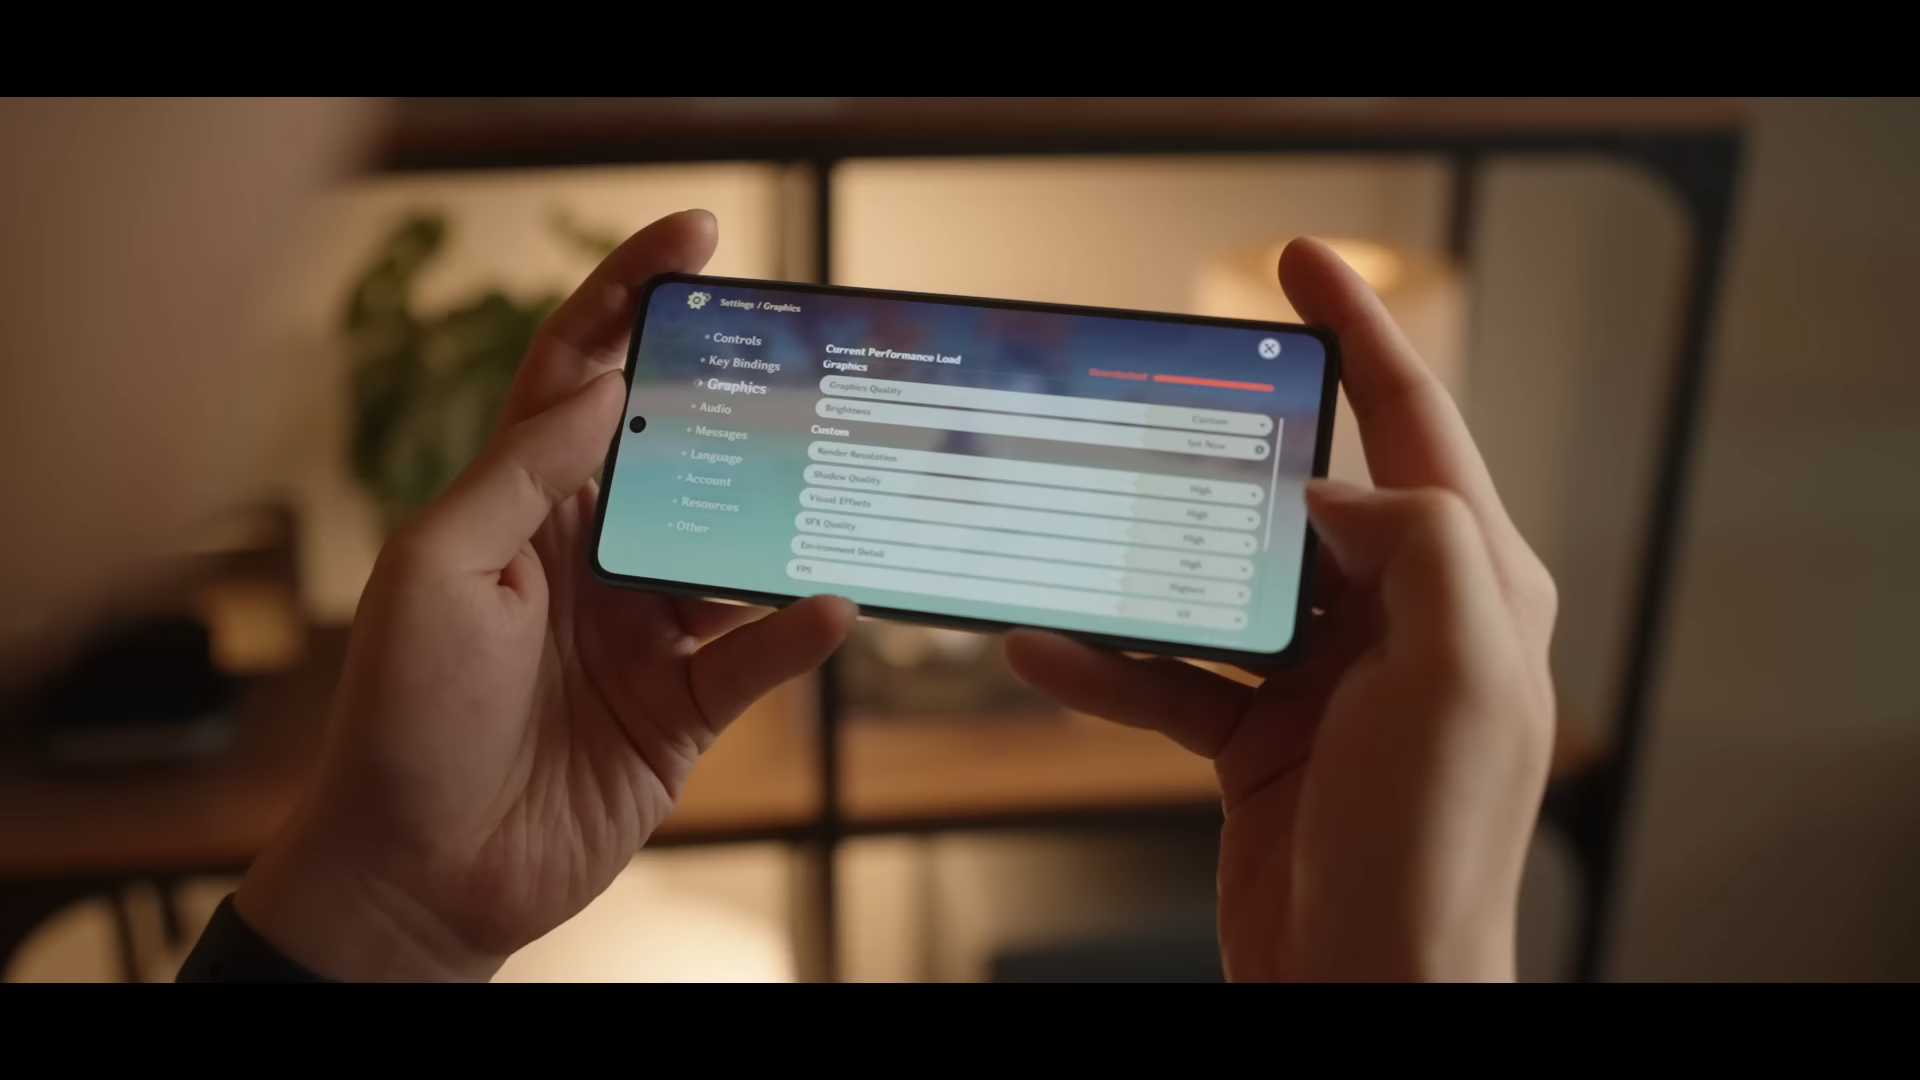 Settings / Graphics
Controls
Key Bindings
Graphics
Audio
Messages
Language
Account
Resources
Other
Current Performance Load
Overloaded
Graphics
Graphics Quality
Custom
Brightness
Set Now
Custom
Render Resolution
High
Shadow Quality
High
Visual Effects
High
SFX Quality
High
Environment Detail
Highest
FPS